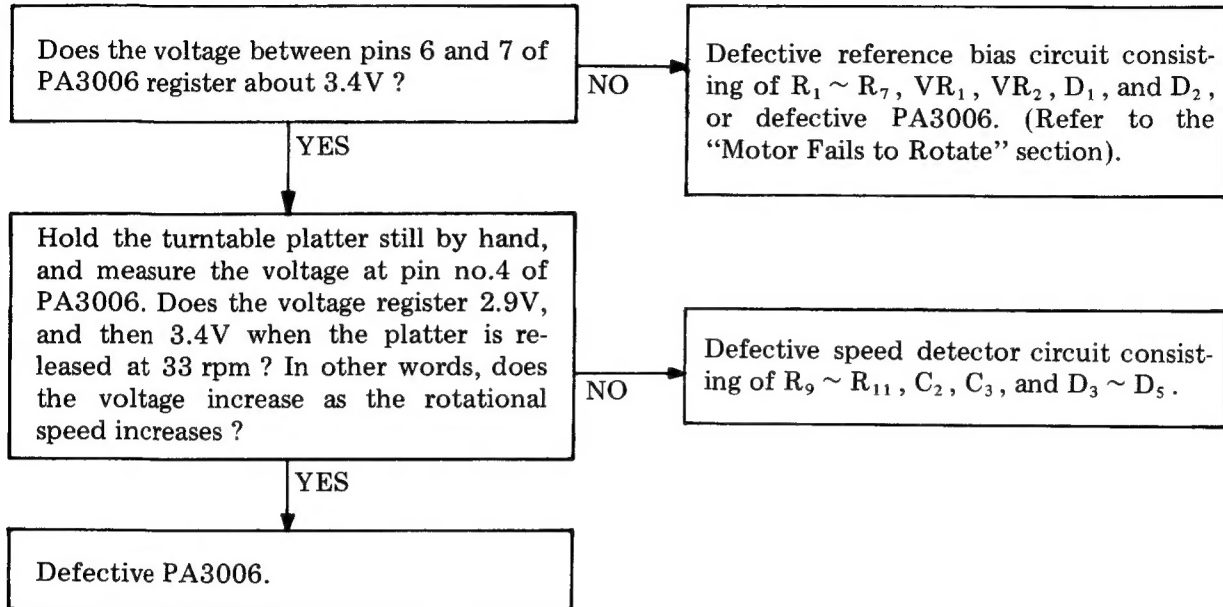 Does the voltage between pins 6 and 7 of
PA3006 register about 3.4V ?
NO
Defective reference bias circuit consist-
ing of R₁ ~ R₇, VR₁, VR₂, D₁, and D₂,
or defective PA3006. (Refer to the
“Motor Fails to Rotate” section).
YES
Hold the turntable platter still by hand,
and measure the voltage at pin no.4 of
PA3006. Does the voltage register 2.9V,
and then 3.4V when the platter is re-
leased at 33 rpm ? In other words, does
the voltage increase as the rotational
speed increases ?
NO
Defective speed detector circuit consist-
ing of R₉ ~ R₁₁, C₂, C₃, and D₃ ~ D₅.
YES
Defective PA3006.